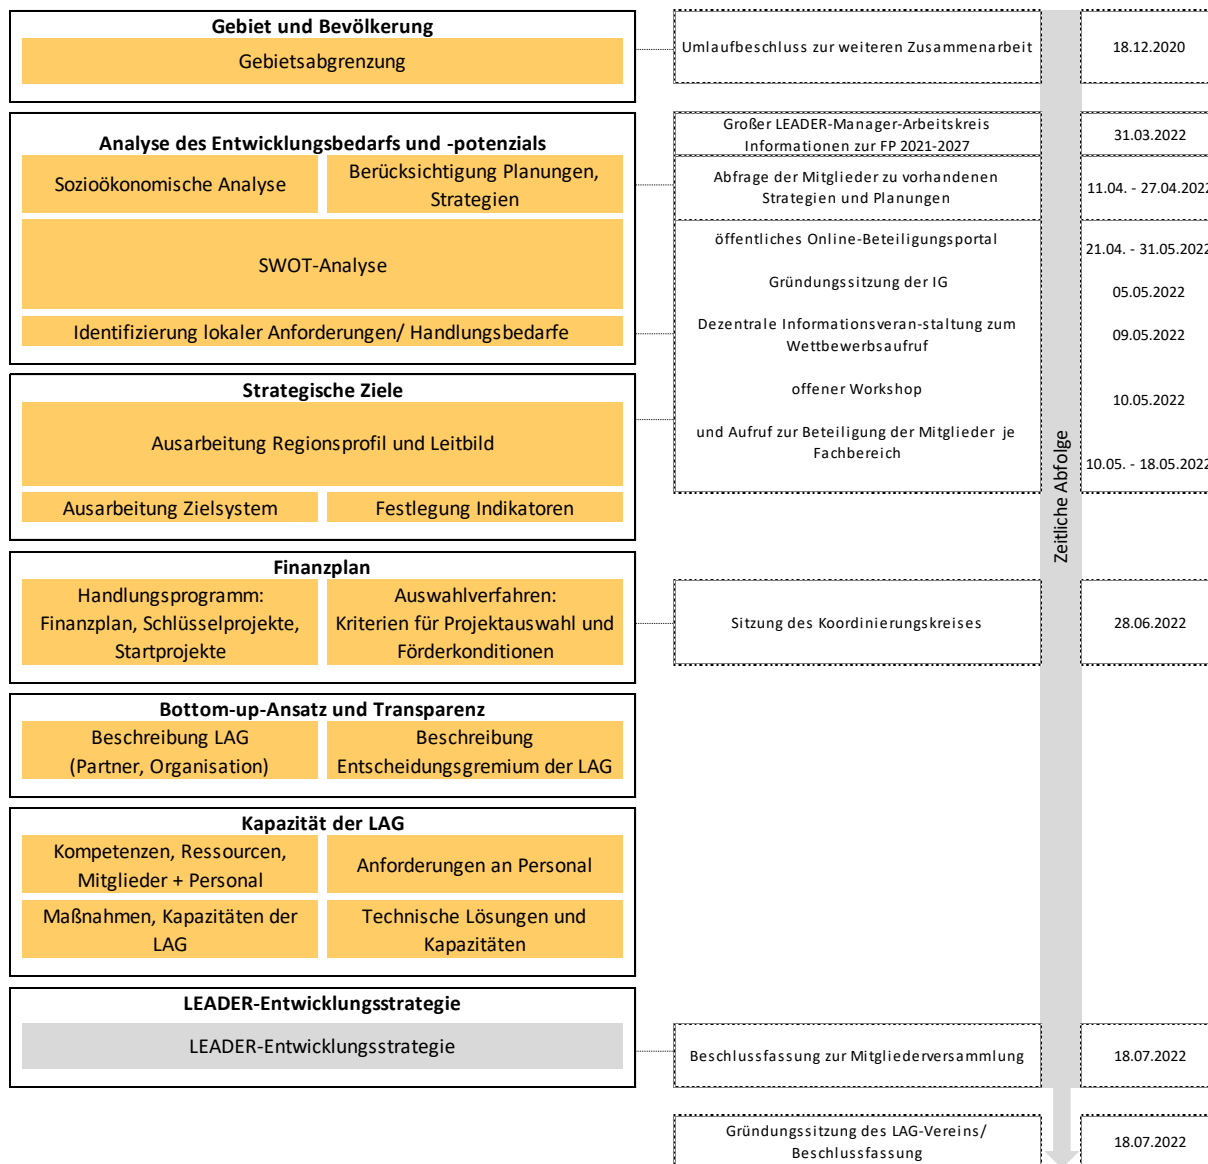 Gebiet und Bevölkerung
Gebietsabgrenzung
Umlaufbeschluss zur weiteren Zusammenarbeit
18.12.2020
Analyse des Entwicklungsbedarfs und -potenzials
Sozioökonomische Analyse
Berücksichtigung Planungen,
Strategien
SWOT-Analyse
Identifizierung lokaler Anforderungen/ Handlungsbedarfe
Großer LEADER-Manager-Arbeitskreis
Informationen zur FP 2021-2027
31.03.2022
Abfrage der Mitglieder zu vorhandenen
Strategien und Planungen
11.04. - 27.04.2022
öffentliches Online-Beteiligungsportal
21.04. - 31.05.2022
Gründungssitzung der IG
05.05.2022
Dezentrale Informationsveran-staltung zum
Wettbewerbsaufruf
09.05.2022
offener Workshop
10.05.2022
und Aufruf zur Beteiligung der Mitglieder je
Fachbereich
10.05. - 18.05.2022
Zeitliche Abfolge
Strategische Ziele
Ausarbeitung Regionsprofil und Leitbild
Ausarbeitung Zielsystem
Festlegung Indikatoren
Finanzplan
Handlungsprogramm:
Finanzplan, Schlüsselprojekte,
Startprojekte
Auswahlverfahren:
Kriterien für Projektauswahl und
Förderkonditionen
Sitzung des Koordinierungskreises
28.06.2022
Bottom-up-Ansatz und Transparenz
Beschreibung LAG
(Partner, Organisation)
Beschreibung
Entscheidungsgremium der LAG
Kapazität der LAG
Kompetenzen, Ressourcen,
Mitglieder + Personal
Anforderungen an Personal
Maßnahmen, Kapazitäten der
LAG
Technische Lösungen und
Kapazitäten
LEADER-Entwicklungsstrategie
LEADER-Entwicklungsstrategie
Beschlussfassung zur Mitgliederversammlung
18.07.2022
Gründungssitzung des LAG-Vereins/
Beschlussfassung
18.07.2022